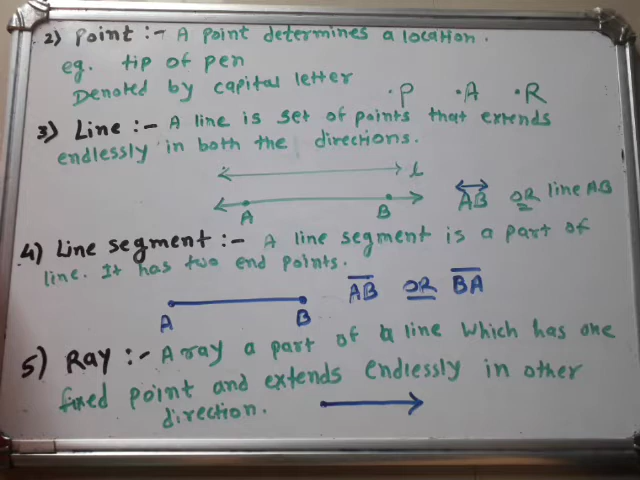 2) Point :- A point determines a location.
eg. tip of pen
Denoted by capital letter
.P .A .R
3) Line :- A line is set of points that extends
endlessly in both the directions.
l
A B AB OR line AB
4) Line segment :- A line segment is a part of
line. It has two end points.
A B AB OR BA
5) Ray :- A ray a part of a line which has one
fixed point and extends endlessly in other
direction.